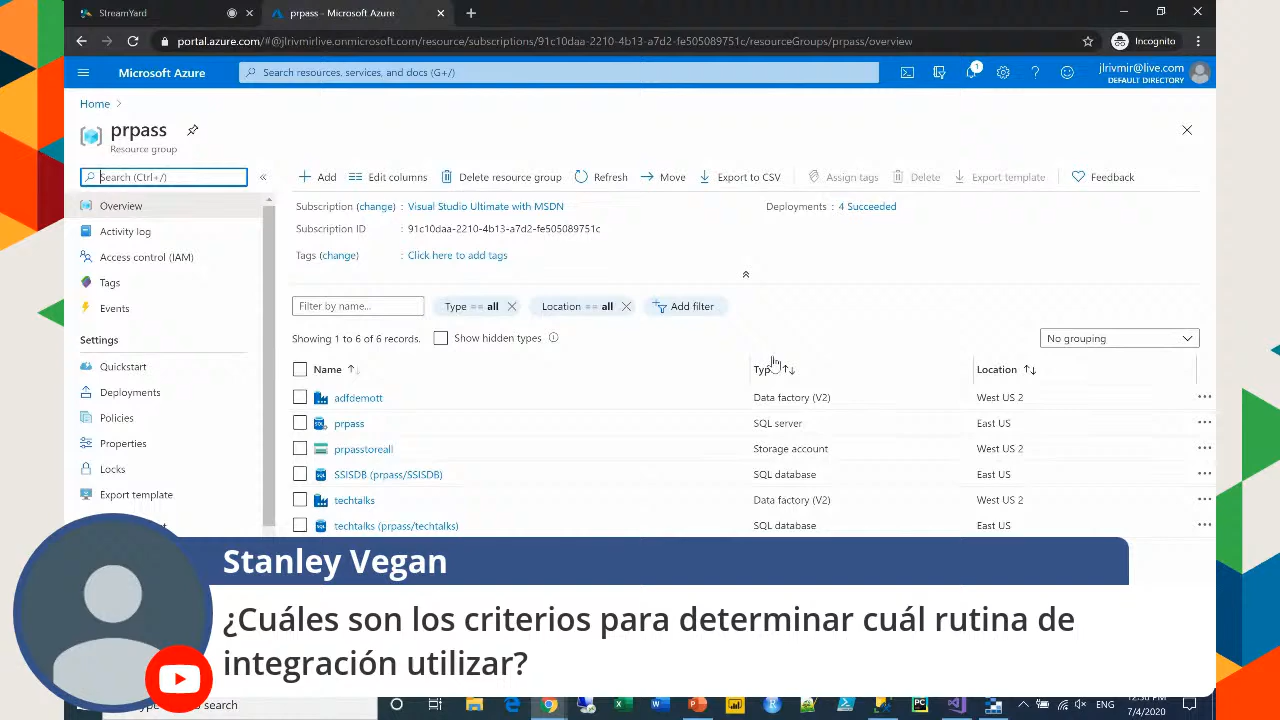 StreamYard
prpass - Microsoft Azure
portal.azure.com/#@jlrivmirlive.onmicrosoft.com/resource/subscriptions/91c10daa-2210-4b13-a7d2-fe505089751c/resourceGroups/prpass/overview
Incognito
Microsoft Azure
Search resources, services, and docs (G+/)
1
jlrivmir@live.com
DEFAULT DIRECTORY
Home
prpass
Resource group
Search (Ctrl+/)
Add
Edit columns
Delete resource group
Refresh
Move
Export to CSV
Assign tags
Delete
Export template
Feedback
Overview
Activity log
Access control (IAM)
Tags
Events
Settings
Quickstart
Deployments
Policies
Properties
Locks
Export template
Subscription (change) : Visual Studio Ultimate with MSDN
Deployments : 4 Succeeded
Subscription ID : 91c10daa-2210-4b13-a7d2-fe505089751c
Tags (change) : Click here to add tags
Filter by name...
Type == all
Location == all
Add filter
Showing 1 to 6 of 6 records.
Show hidden types
No grouping
Name Location
adfdemott Data factory (V2) West US 2
prpass SQL server East US
prpasstoreall Storage account West US 2
SSISDB (prpass/SSISDB) SQL database East US
techtalks Data factory (V2) West US 2
techtalks (prpass/techtalks) SQL database East US
Stanley Vegan
¿Cuáles son los criterios para determinar cuál rutina de
integración utilizar?
to search
ENG
7/4/2020